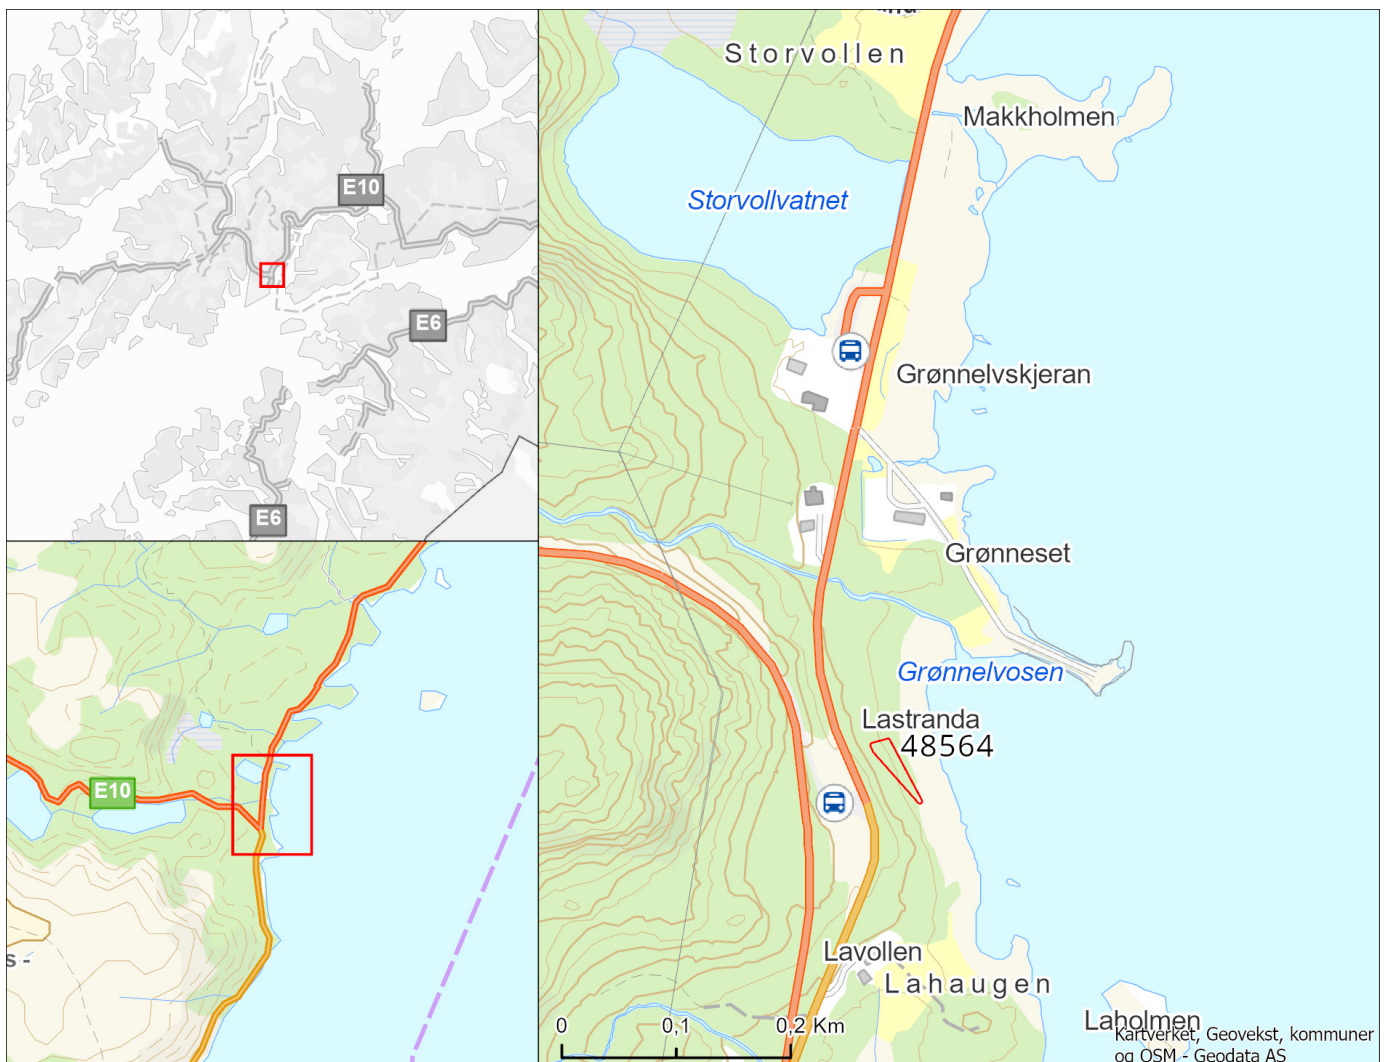 E10
E6
E6
E10
s -
Storvollen
Makkholmen
Storvollvatnet
Grønnelvskjeran
Grønneset
Grønnelvosen
Lastranda
48564
Lavollen
Lahaugen
Laholmen
0 0,1 0,2 Km
Kartverket, Geovekst, kommuner
og OSM - Geodata AS